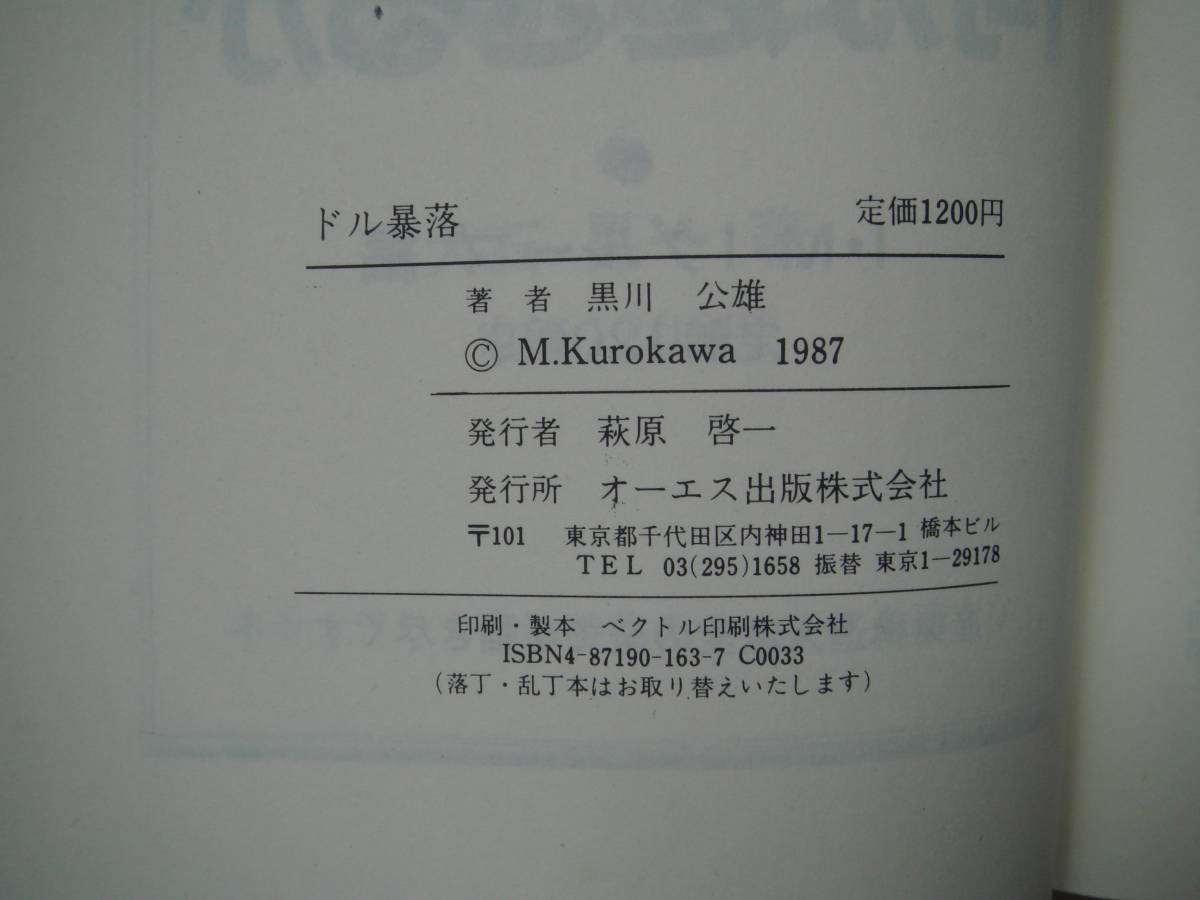 ドル暴落 定価1200円
著者 黒川 公雄
© M.Kurokawa 1987
発行者 萩原 啓一
発行所 オーエス出版株式会社
〒101 東京都千代田区内神田1―17―1 橋本ビル
TEL 03(295)1658 振替 東京1―29178
印刷・製本 ベクトル印刷株式会社
ISBN4-87190-163-7 C0033
(落丁・乱丁本はお取り替えいたします)